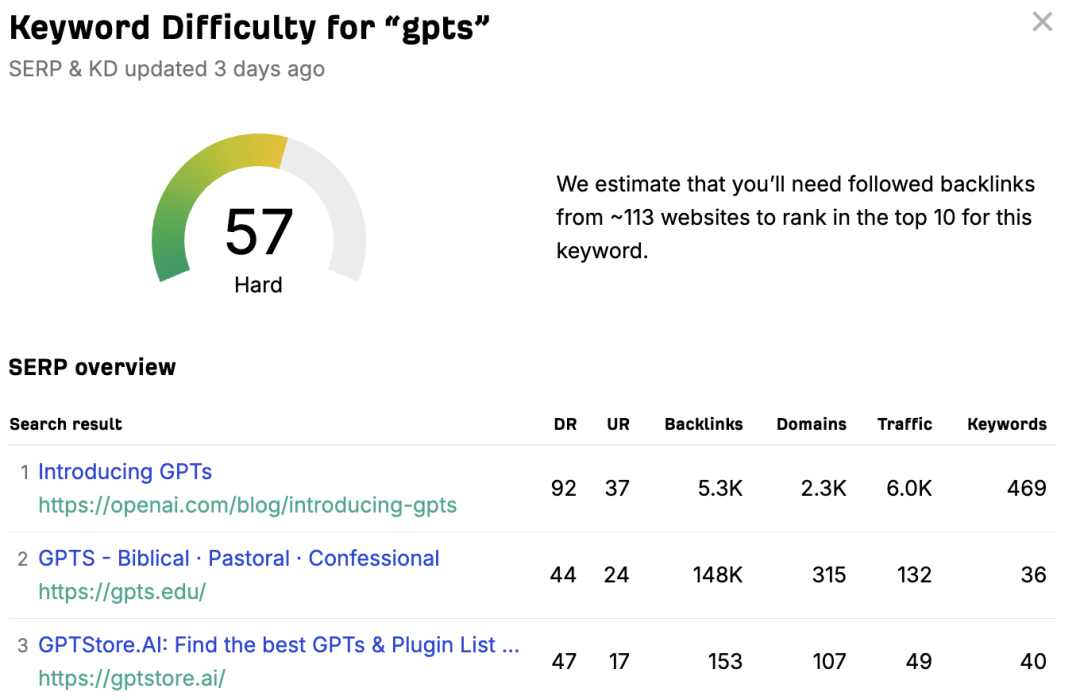 Keyword Difficulty for “gpts”
SERP & KD updated 3 days ago
57
Hard
We estimate that you’ll need followed backlinks
from ~113 websites to rank in the top 10 for this
keyword.
SERP overview
Search result DR UR Backlinks Domains Traffic Keywords
1 Introducing GPTs
https://openai.com/blog/introducing-gpts
92 37 5.3K 2.3K 6.0K 469
2 GPTS - Biblical · Pastoral · Confessional
https://gpts.edu/
44 24 148K 315 132 36
3 GPTStore.AI: Find the best GPTs & Plugin List ...
https://gptstore.ai/
47 17 153 107 49 40